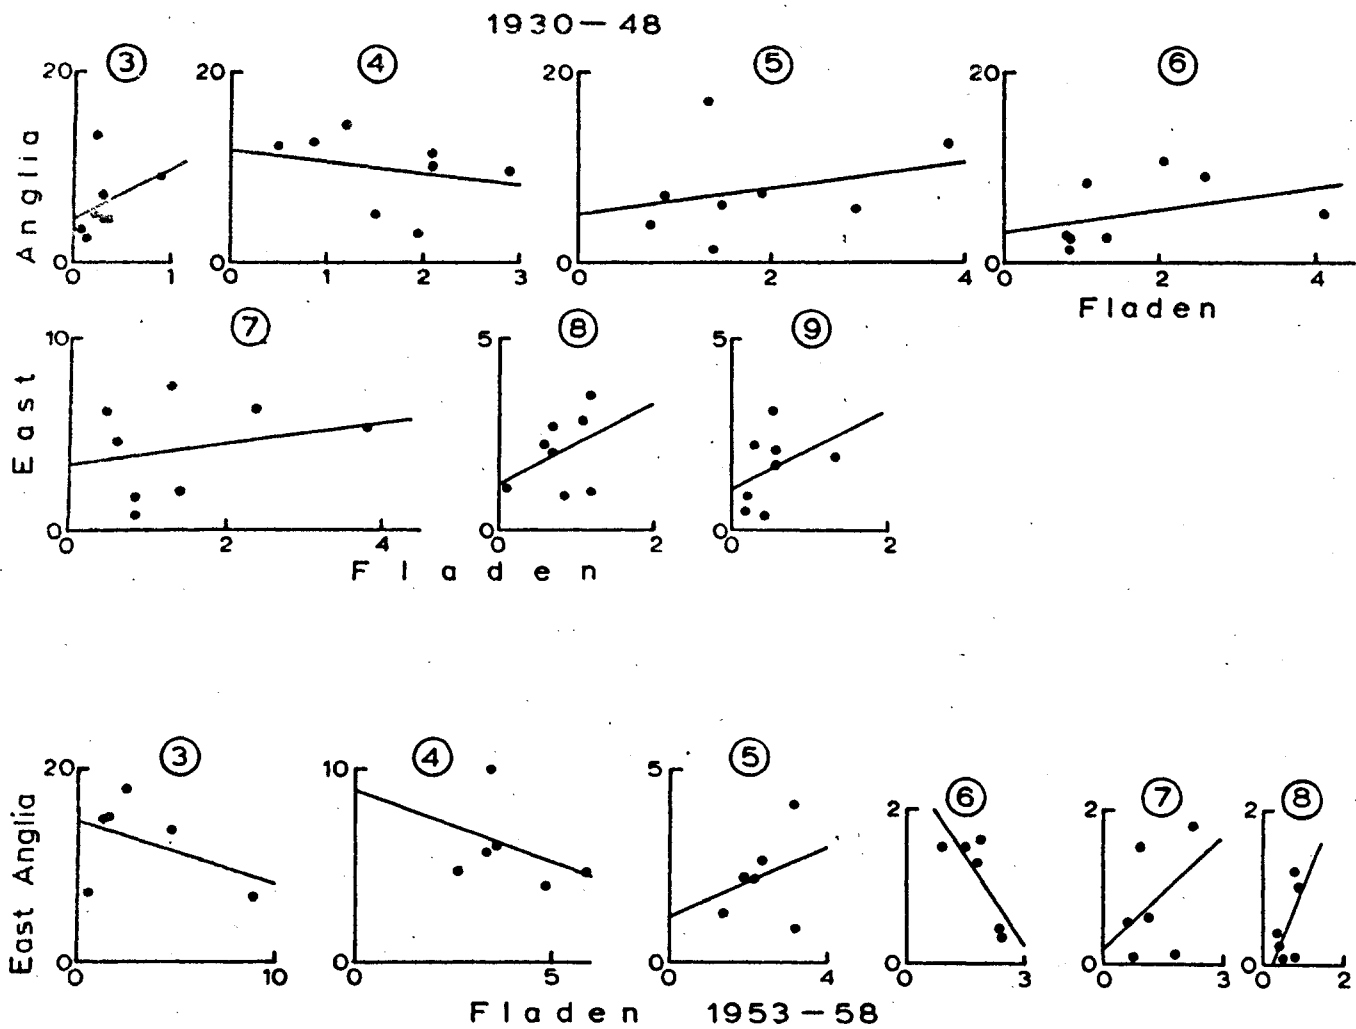 1930-48
③ ④ ⑤ ⑥
20 20 20 20
East Anglia
0 0 0 0
0 1 0 1 2 3 0 2 4 0 2 4
Fladen
⑦ ⑧ ⑨
10 5 5
0 0 0
0 2 4 0 2 0 2
Fladen
③ ④ ⑤ ⑥ ⑦ ⑧
20 10 5 2 2 2
East Anglia
0 0 0 0 0 0
0 10 0 5 0 4 0 3 0 3 0 2
Fladen 1953-58